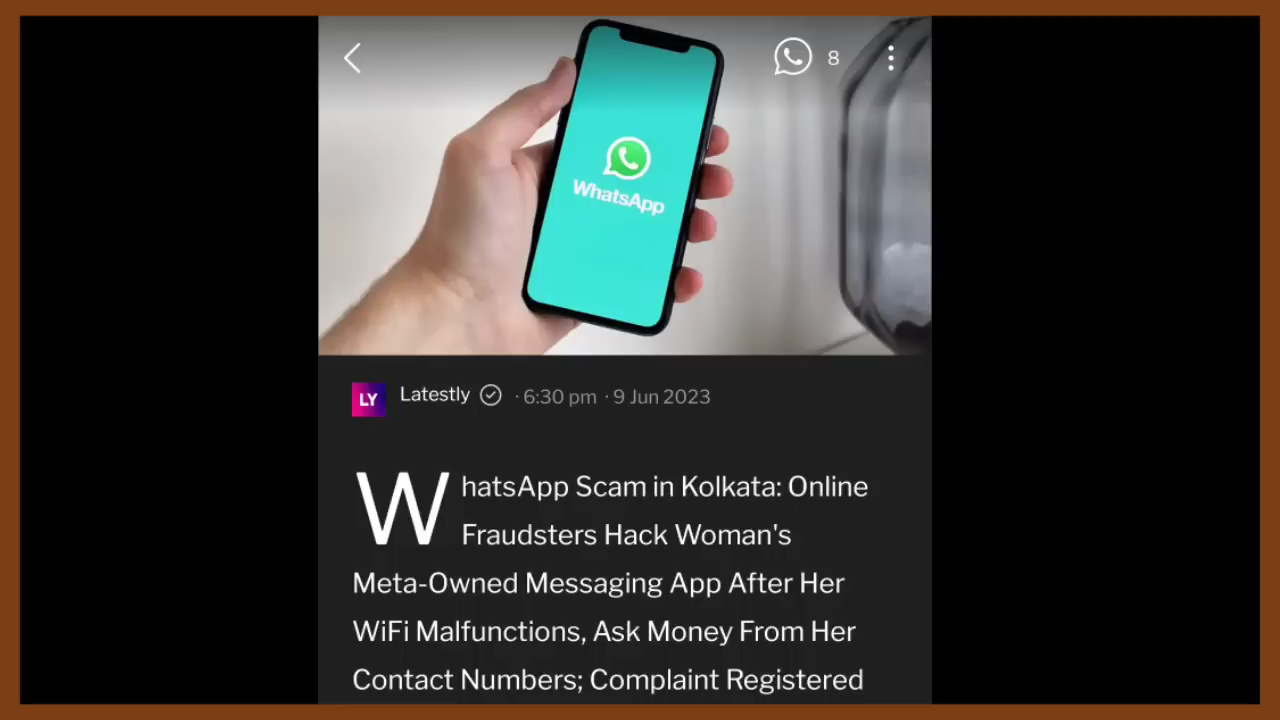 8
WhatsApp
LY Latestly · 6:30 pm · 9 Jun 2023
WhatsApp Scam in Kolkata: Online
Fraudsters Hack Woman's
Meta-Owned Messaging App After Her
WiFi Malfunctions, Ask Money From Her
Contact Numbers; Complaint Registered